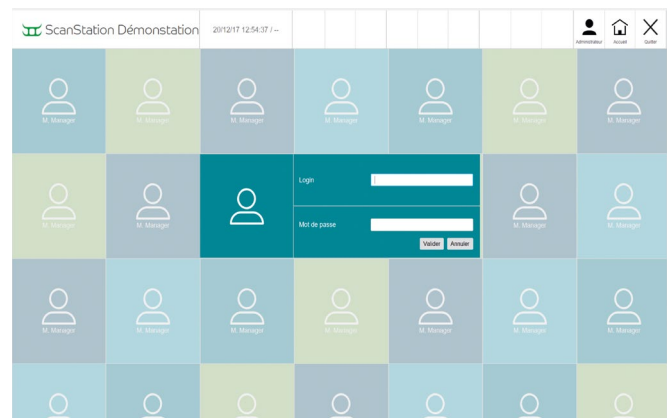 ScanStation Démonstation
20/12/17 12:54:37 / --
Administrateur
Accueil
Quitter
M. Manager
M. Manager
M. Manager
M. Manager
M. Manager
M. Manager
M. Manager
M. Manager
M. Manager
Login
Mot de passe
Valider
Annuler
M. Manager
M. Manager
M. Manager
M. Manager
M. Manager
M. Manager
M. Manager
M. Manager
M. Manager